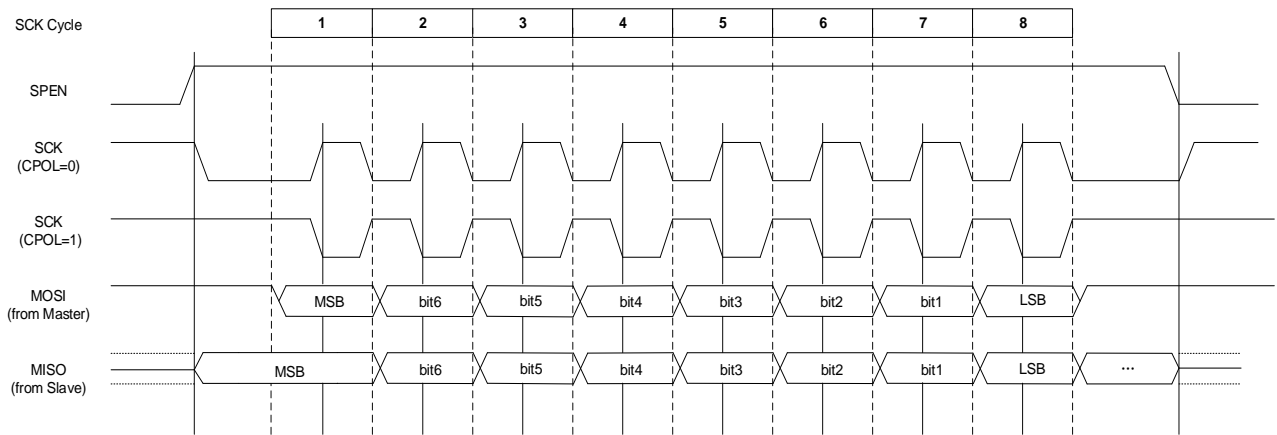 SCK Cycle 1 2 3 4 5 6 7 8
SPEN
SCK
(CPOL=0)
SCK
(CPOL=1)
MOSI
(from Master)
MSB bit6 bit5 bit4 bit3 bit2 bit1 LSB
MISO
(from Slave)
MSB bit6 bit5 bit4 bit3 bit2 bit1 LSB ...